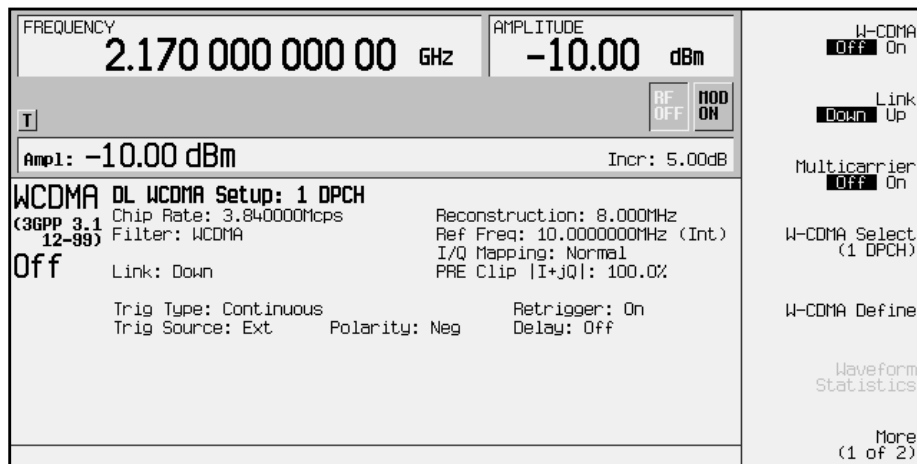 FREQUENCY
2.170 000 000 00 GHz
AMPLITUDE
-10.00 dBm
RF OFF
MOD ON
T
Ampl: -10.00 dBm
Incr: 5.00dB
WCDMA
(3GPP 3.1
12-99)
Off
DL WCDMA Setup: 1 DPCH
Chip Rate: 3.840000Mcps
Reconstruction: 8.000MHz
Filter: WCDMA
Ref Freq: 10.0000000MHz (Int)
I/Q Mapping: Normal
Link: Down
PRE Clip |I+jQ|: 100.0%
Trig Type: Continuous
Retrigger: On
Trig Source: Ext
Polarity: Neg
Delay: Off
W-CDMA
Off On
Link
Down Up
Multicarrier
Off On
W-CDMA Select
(1 DPCH)
W-CDMA Define
Waveform
Statistics
More
(1 of 2)